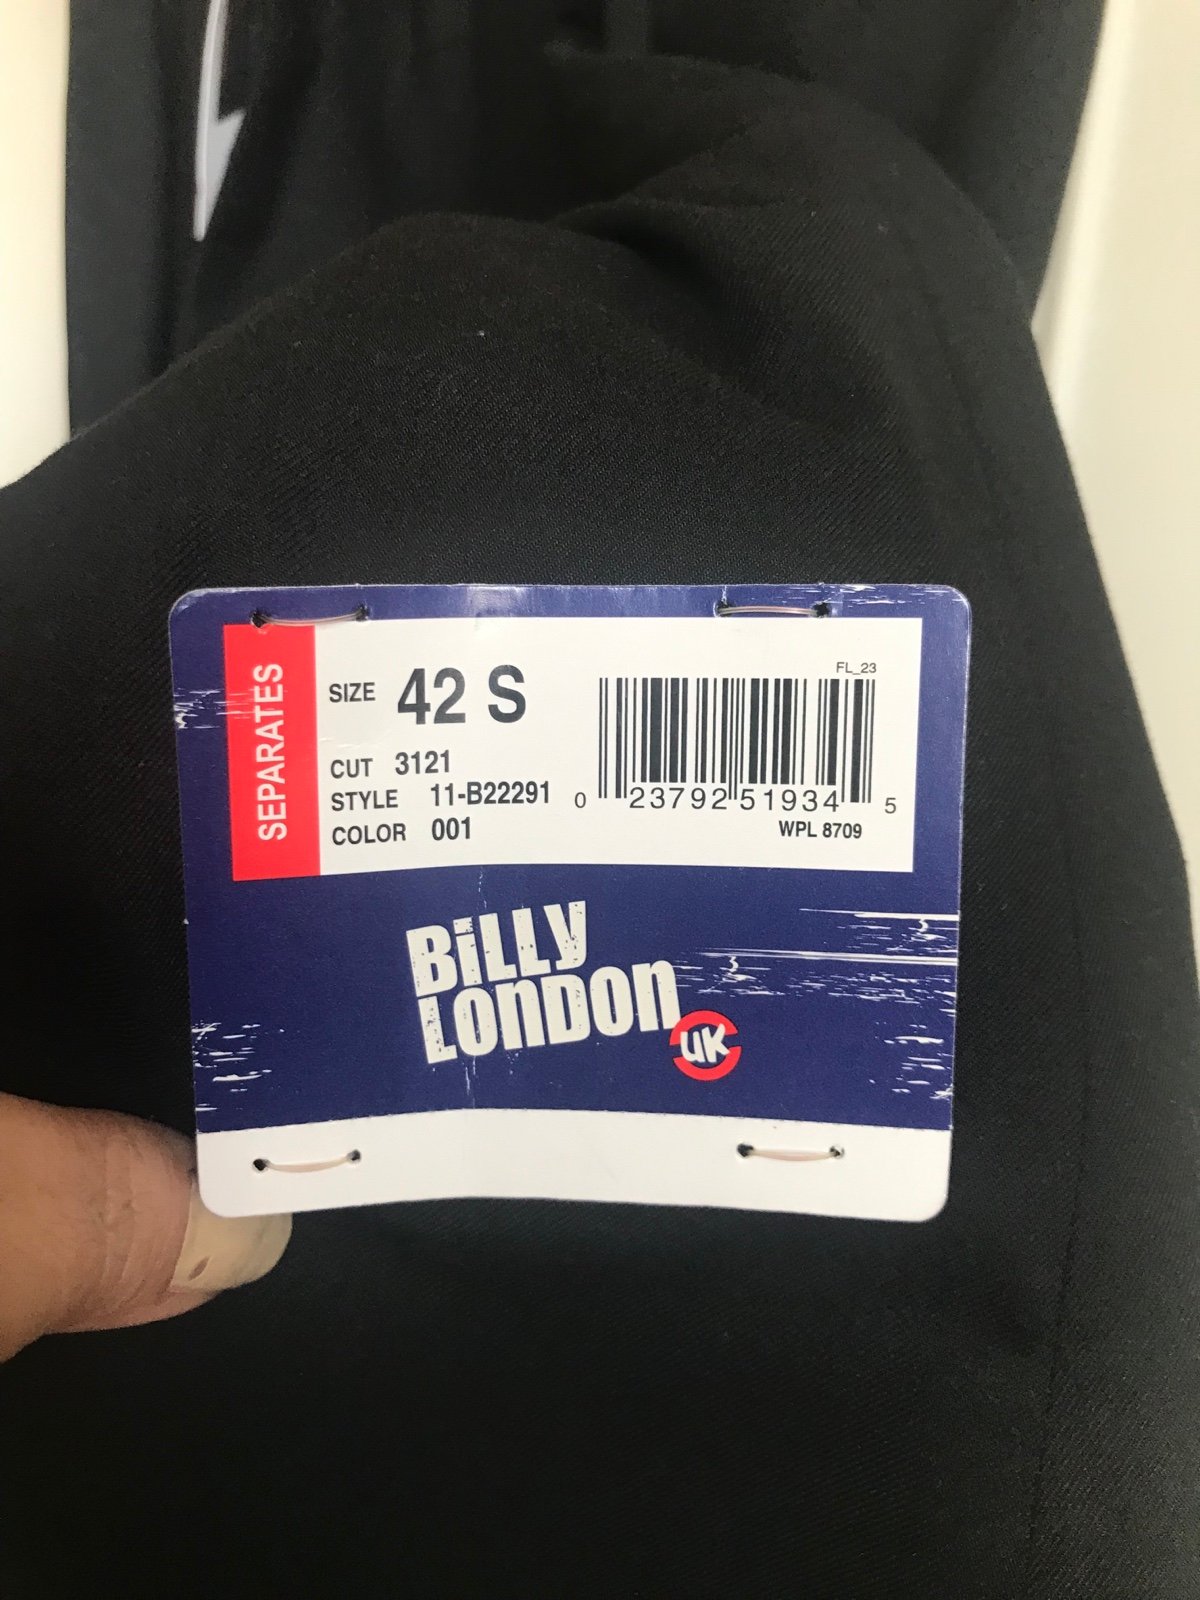 SEPARATES
SIZE 42 S
CUT 3121
STYLE 11-B22291
COLOR 001
FL_23
0 23792 51934 5
WPL 8709
BiLLY
LONDON
UK